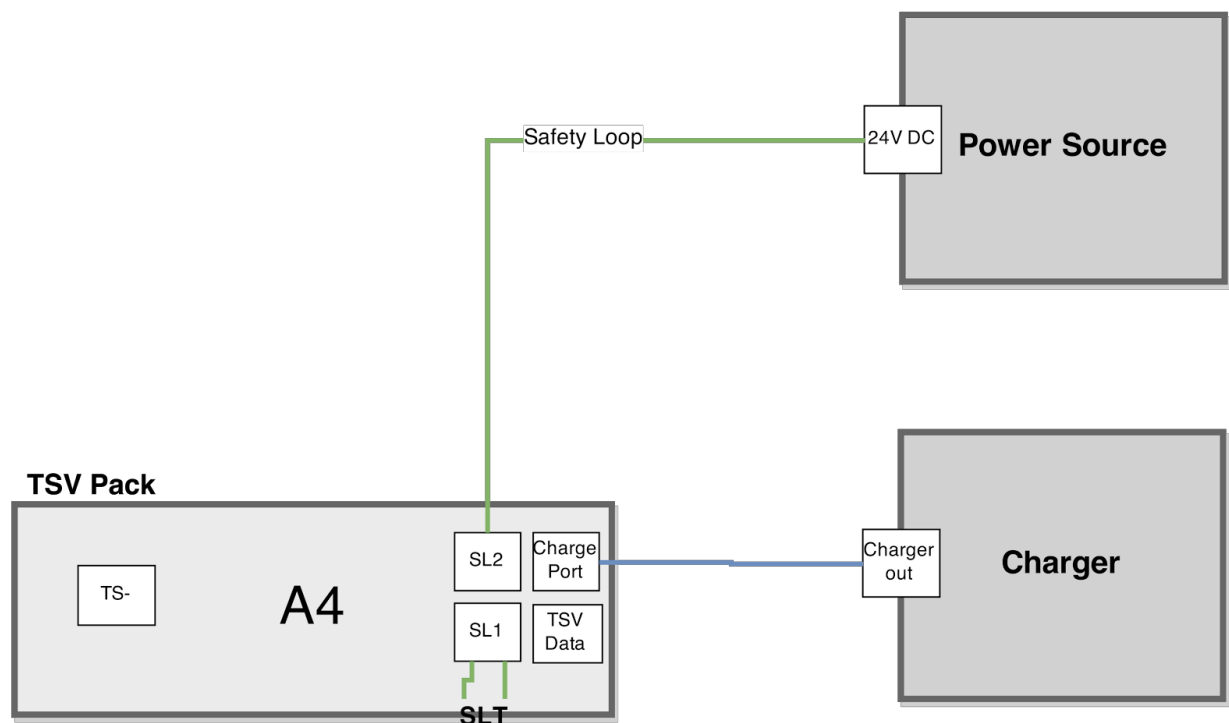 Safety Loop
24V DC
Power Source
TSV Pack
TS-
A4
SL2
Charge
Port
SL1
TSV
Data
SLT
Charger
out
Charger